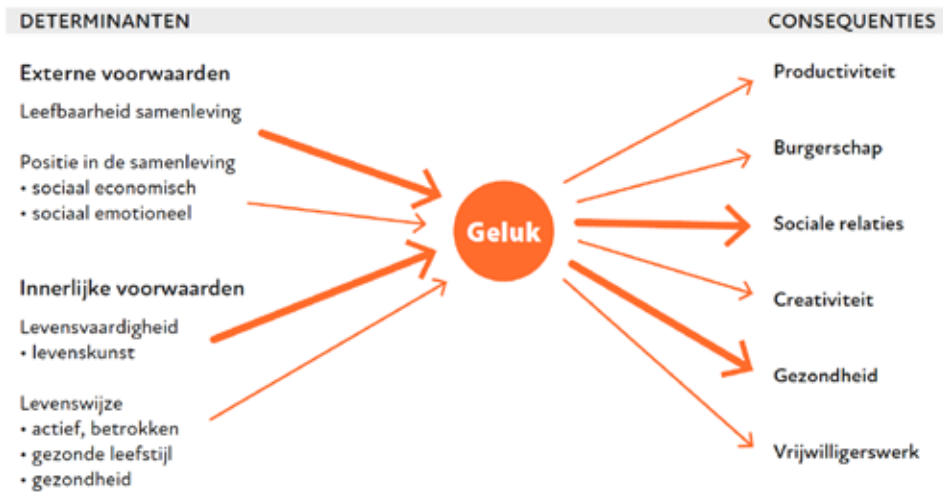 DETERMINANTEN
Externe voorwaarden
Leefbaarheid samenleving
Positie in de samenleving
• sociaal economisch
• sociaal emotioneel
Innerlijke voorwaarden
Levensvaardigheid
• levenskunst
Levenswijze
• actief, betrokken
• gezonde leefstijl
• gezondheid
Geluk
CONSEQUENTIES
Productiviteit
Burgerschap
Sociale relaties
Creativiteit
Gezondheid
Vrijwilligerswerk